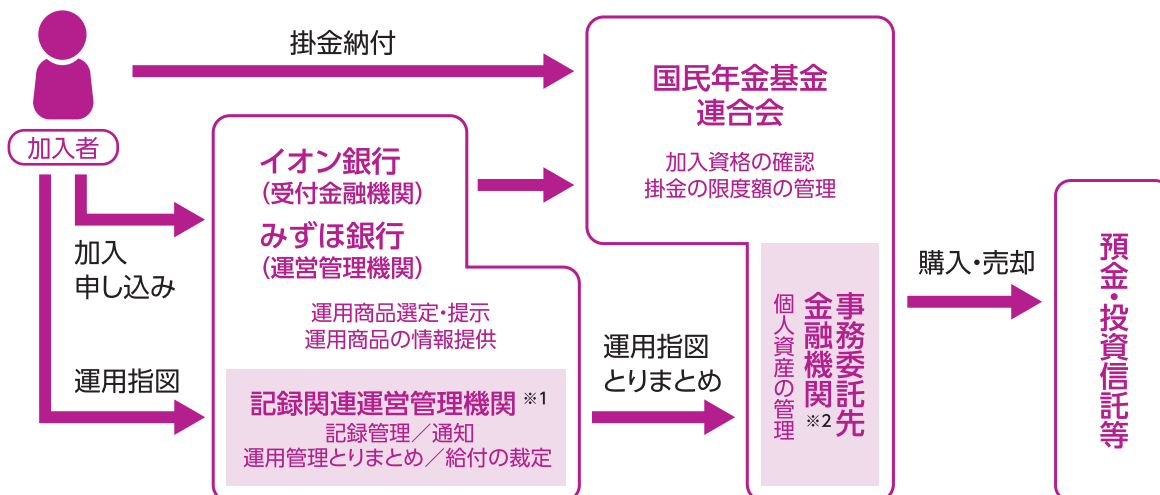 掛金納付
加入者
加入
申し込み
運用指図
イオン銀行
(受付金融機関)
みずほ銀行
(運営管理機関)
運用商品選定・提示
運用商品の情報提供
記録関連運営管理機関 ※1
記録管理／通知
運用管理とりまとめ／給付の裁定
運用指図
とりまとめ
国民年金基金
連合会
加入資格の確認
掛金の限度額の管理
事務委託先
金融機関※2
個人資産の管理
購入・売却
預金・投資信託等